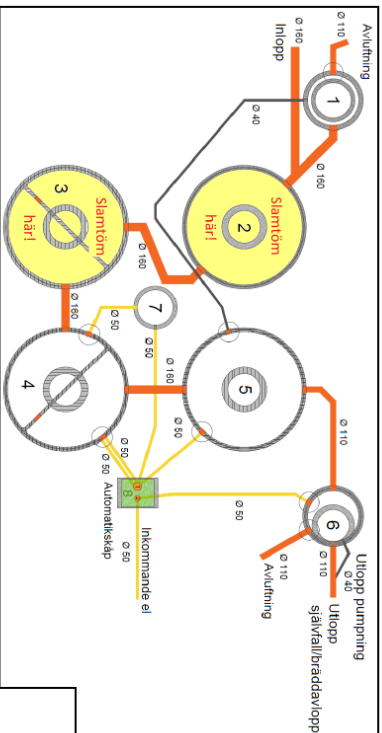 Avluftning
Ø 110
Inlopp
Ø 160
1
Ø 40
Ø 160
2
Slamtöm
här!
3
Slamtöm
här!
Ø 160
Ø 160
7
Ø 50
Ø 50
4
Ø 160
5
Ø 50
Ø 50
Ø 50
8
Automatikskåp
Inkommande el
Ø 50
Ø 50
Ø 110
6
Utlopp pumpning
Ø 40
Ø 110
Utlopp
självfall/bräddavlopp
Ø 110
Avluftning